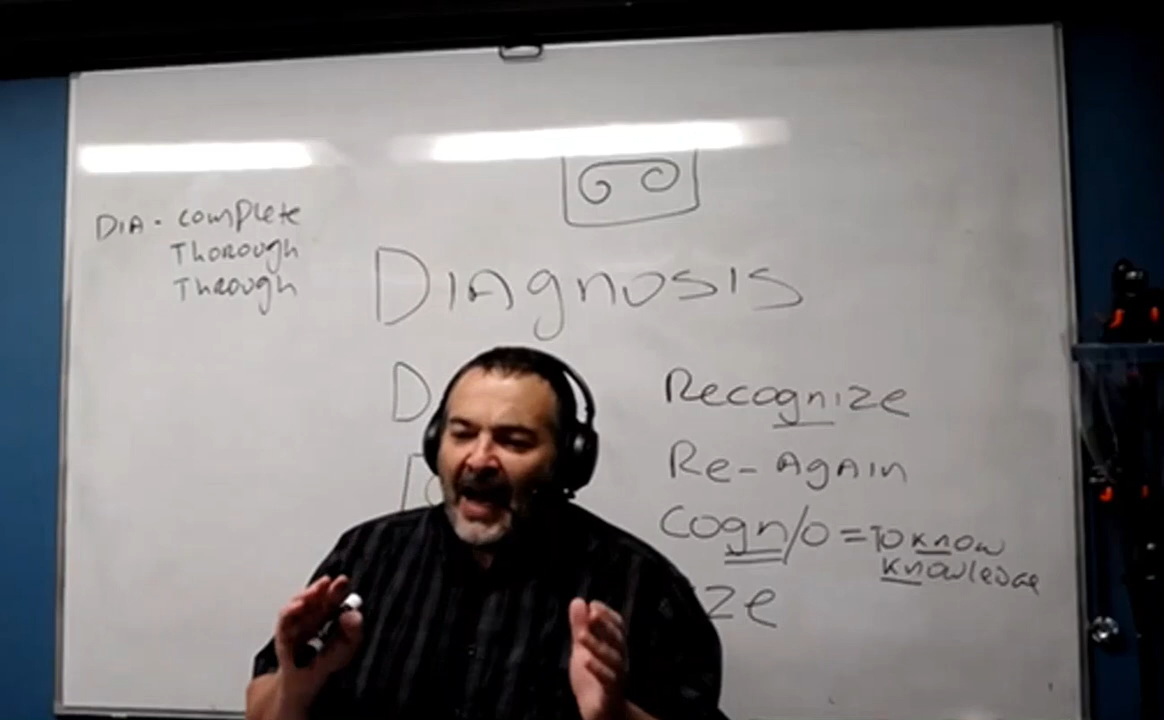 DIA - complete
Thorough
Through
DIAgnosis
D
Recognize
Re-AgAIN
Cogn/o = To know
knowledge
ze